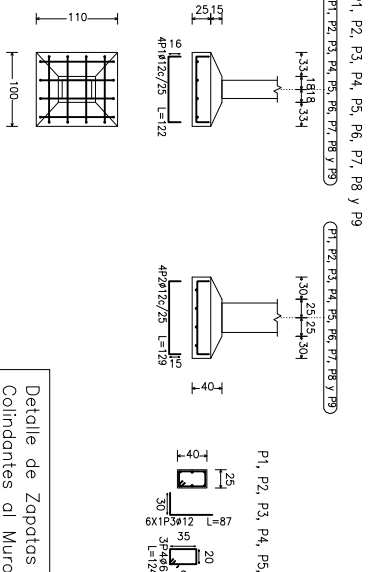 P1, P2, P3, P4, P5, P6, P7, P8 y P9
P1, P2, P3, P4, P5, P6, P7, P8 y P9
33 18 18 33
25 15
16
4P1ø12c/25 L=122
110
100
P1, P2, P3, P4, P5, P6, P7, P8 y P9
30 25 25 30
40
4P2ø12c/25 L=129
15
P1, P2, P3, P4, P5,
25
40
30
6X1P3ø12 L=87
35
20
3P4ø6
Detalle de Zapatas
Colindantes al Muro